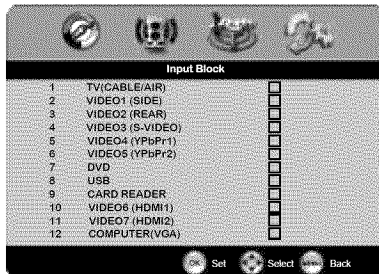 Input Block
1 TV(CABLE/AIR)
2 VIDEO1 (SIDE)
3 VIDEO2 (REAR)
4 VIDEO3 (S-VIDEO)
5 VIDEO4 (YPbPr1)
6 VIDEO5 (YPbPr2)
7 DVD
8 USB
9 CARD READER
10 VIDEO6 (HDMI1)
11 VIDEO7 (HDMI2)
12 COMPUTER(VGA)
OK Set Select MENU Back